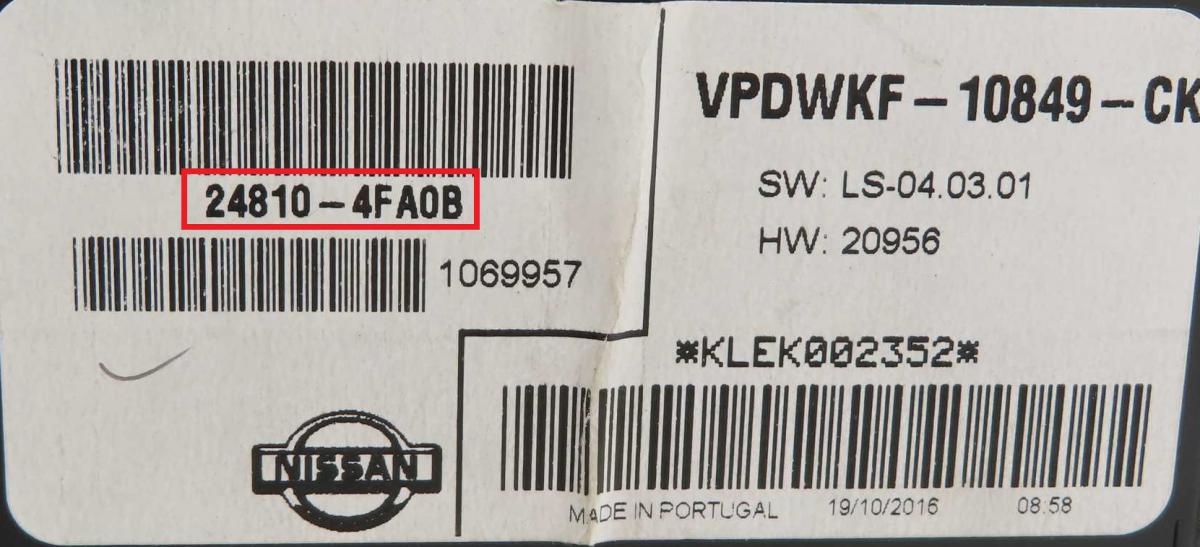 24810-4FA0B
1069957
NISSAN
VPDWKF-10849-CK
SW: LS-04.03.01
HW: 20956
*KLEK002352*
MADE IN PORTUGAL 19/10/2016 08:58